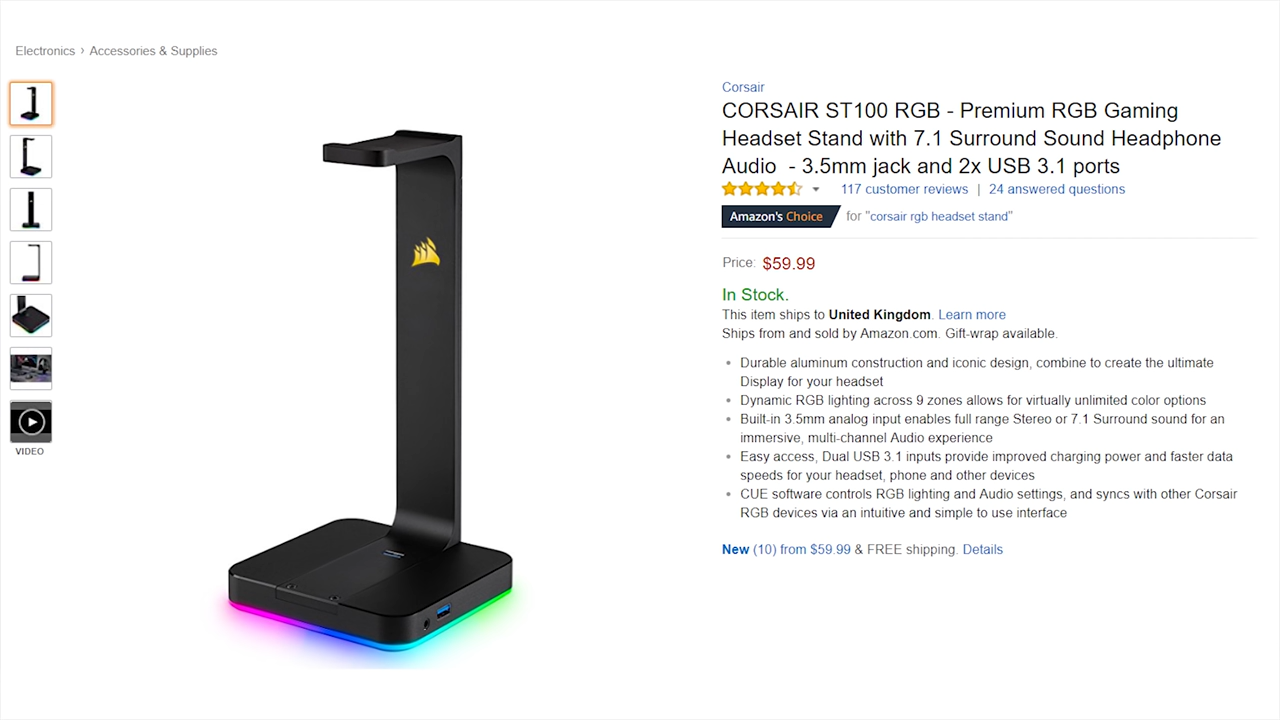 Electronics › Accessories & Supplies
VIDEO
Corsair
CORSAIR ST100 RGB - Premium RGB Gaming
Headset Stand with 7.1 Surround Sound Headphone
Audio - 3.5mm jack and 2x USB 3.1 ports
117 customer reviews | 24 answered questions
Amazon's Choice for "corsair rgb headset stand"
Price: $59.99
In Stock.
This item ships to United Kingdom. Learn more
Ships from and sold by Amazon.com. Gift-wrap available.
• Durable aluminum construction and iconic design, combine to create the ultimate
Display for your headset
• Dynamic RGB lighting across 9 zones allows for virtually unlimited color options
• Built-in 3.5mm analog input enables full range Stereo or 7.1 Surround sound for an
immersive, multi-channel Audio experience
• Easy access, Dual USB 3.1 inputs provide improved charging power and faster data
speeds for your headset, phone and other devices
• CUE software controls RGB lighting and Audio settings, and syncs with other Corsair
RGB devices via an intuitive and simple to use interface
New (10) from $59.99 & FREE shipping. Details